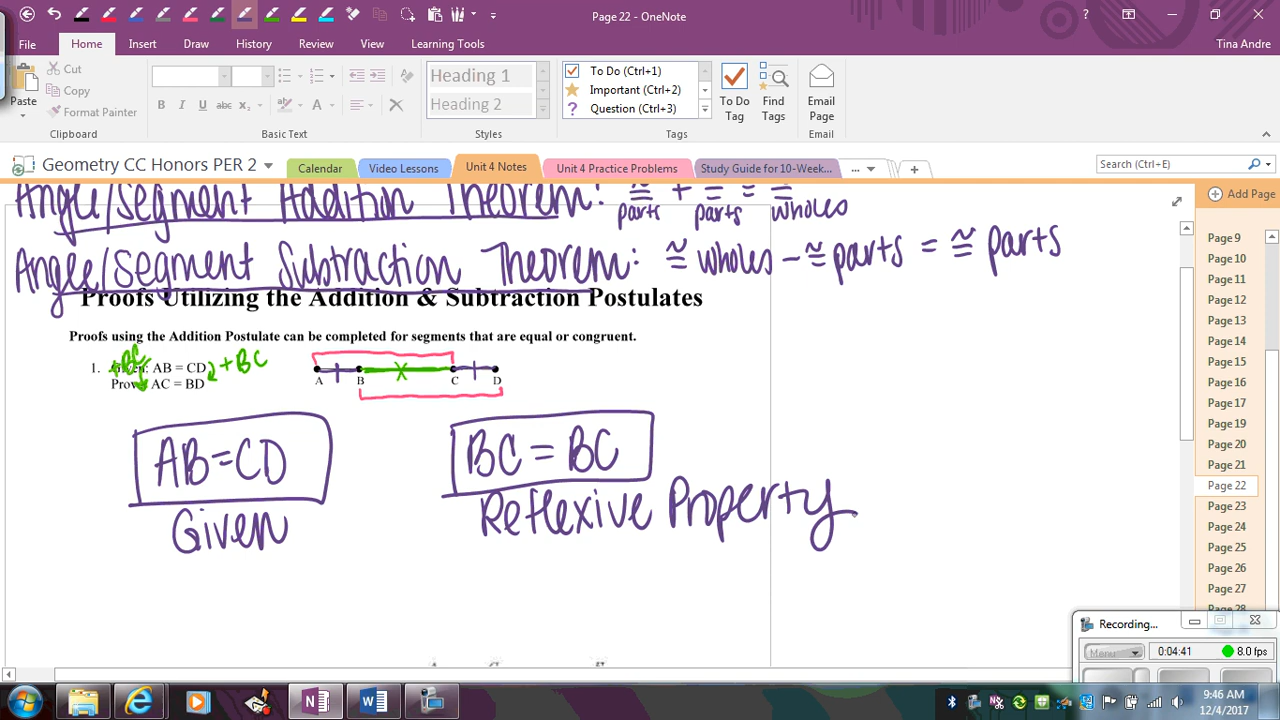 Page 22 - OneNote
?
Tina Andre
File Home Insert Draw History Review View Learning Tools
Paste
Cut
Copy
Format Painter
Clipboard
B I U abc X₂ A
Basic Text
Heading 1
Heading 2
Styles
To Do (Ctrl+1)
Important (Ctrl+2)
? Question (Ctrl+3)
To Do Tag
Find Tags
Tags
Email Page
Email
Geometry CC Honors PER 2
Calendar Video Lessons Unit 4 Notes Unit 4 Practice Problems Study Guide for 10-Week... ...
Search (Ctrl+E)
Add Page
Angle/Segment Addition Theorem: ≅ parts + ≅ parts = ≅ wholes
Angle/Segment Subtraction Theorem: ≅ wholes - ≅ parts = ≅ parts
Proofs Utilizing the Addition & Subtraction Postulates
Proofs using the Addition Postulate can be completed for segments that are equal or congruent.
+BC
1. Given: AB = CD +BC
Prove: AC = BD
A B C D
AB = CD
Given
BC = BC
Reflexive Property
Page 9
Page 10
Page 11
Page 12
Page 13
Page 14
Page 15
Page 16
Page 17
Page 18
Page 19
Page 20
Page 21
Page 22
Page 23
Page 24
Page 25
Page 26
Page 27
Page 28
Recording...
Menu
0:04:41
8.0 fps
9:46 AM
12/4/2017